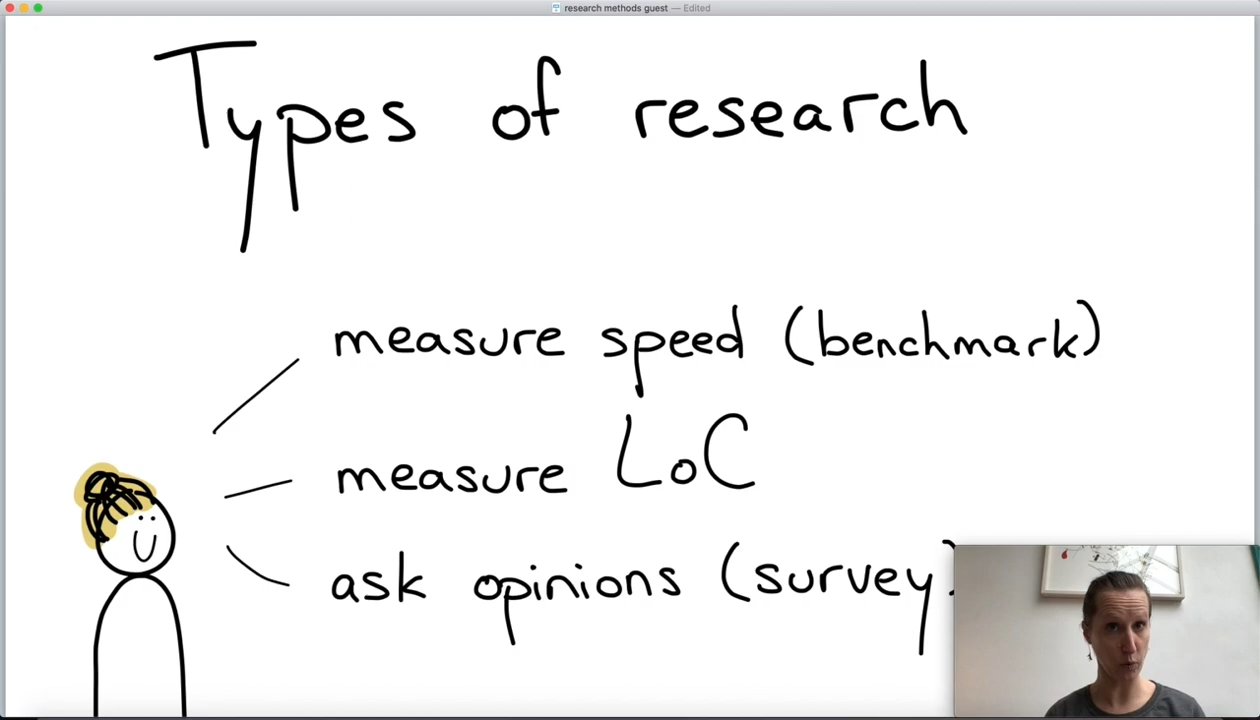 research methods guest — Edited
Types of research
measure speed (benchmark)
measure LoC
ask opinions (survey)